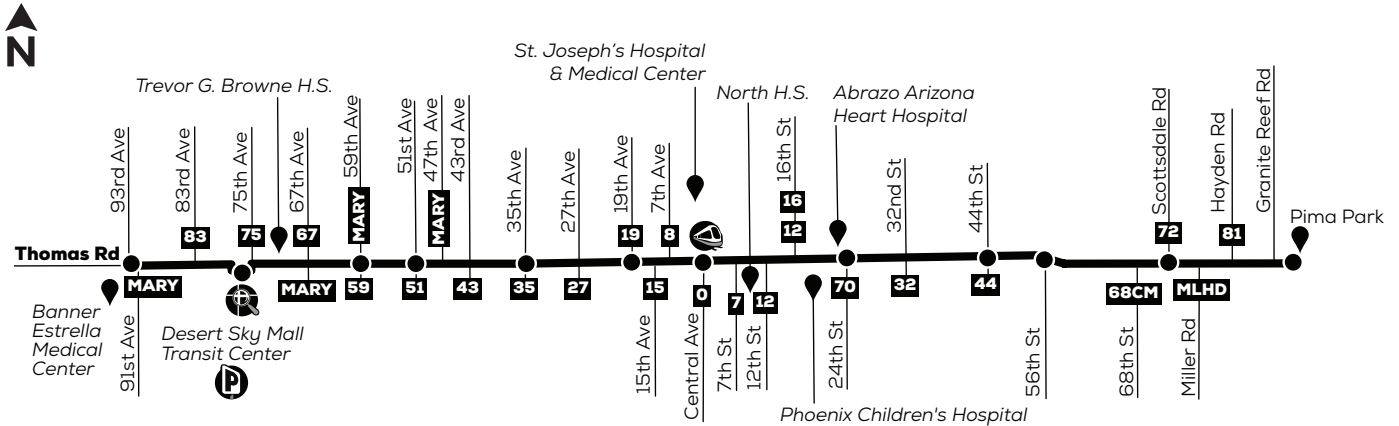 N
St. Joseph's Hospital
& Medical Center
Trevor G. Browne H.S.
North H.S.
Abrazo Arizona
Heart Hospital
93rd Ave
83rd Ave
75th Ave
67th Ave
59th Ave
51st Ave
47th Ave
43rd Ave
35th Ave
27th Ave
19th Ave
7th Ave
16th St
32nd St
44th St
Scottsdale Rd
Hayden Rd
Granite Reef Rd
Pima Park
83
75
67
MARY
MARY
19
8
16
12
72
81
Thomas Rd
MARY
MARY
59
51
43
35
27
15
0
7
12
70
32
44
68CM
MLHD
Banner
Estrella
Medical
Center
91st Ave
Desert Sky Mall
Transit Center
P
15th Ave
Central Ave
7th St
12th St
24th St
56th St
68th St
Miller Rd
Phoenix Children's Hospital